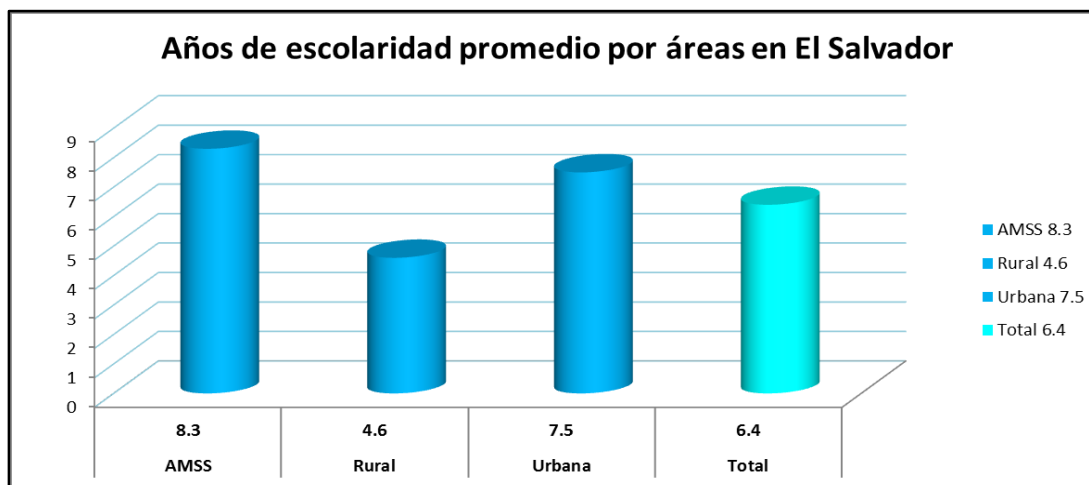 Años de escolaridad promedio por áreas en El Salvador
9
8
7
6
5
4
3
2
1
0
8.3 4.6 7.5 6.4
AMSS Rural Urbana Total
AMSS 8.3
Rural 4.6
Urbana 7.5
Total 6.4